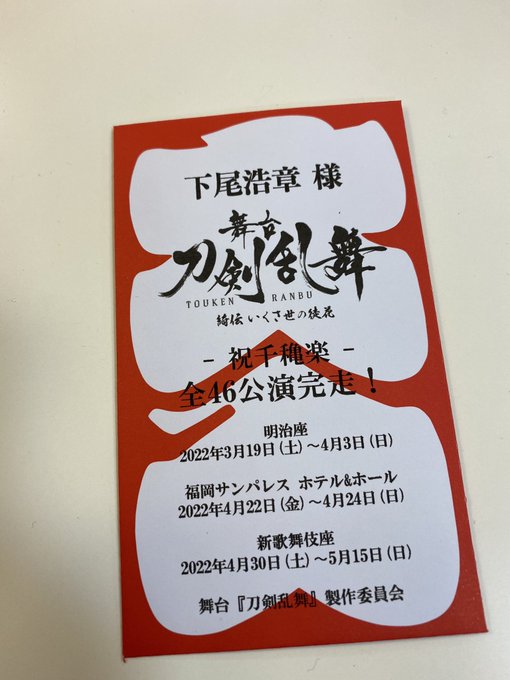 下尾浩章 様
舞台
刀剣乱舞
TOUKEN RANBU
綺伝 いくさ世の徒花
- 祝千穐楽 -
全46公演完走！
明治座
2022年3月19日（土）～4月3日（日）
福岡サンパレス ホテル&ホール
2022年4月22日（金）～4月24日（日）
新歌舞伎座
2022年4月30日（土）～5月15日（日）
舞台『刀剣乱舞』製作委員会